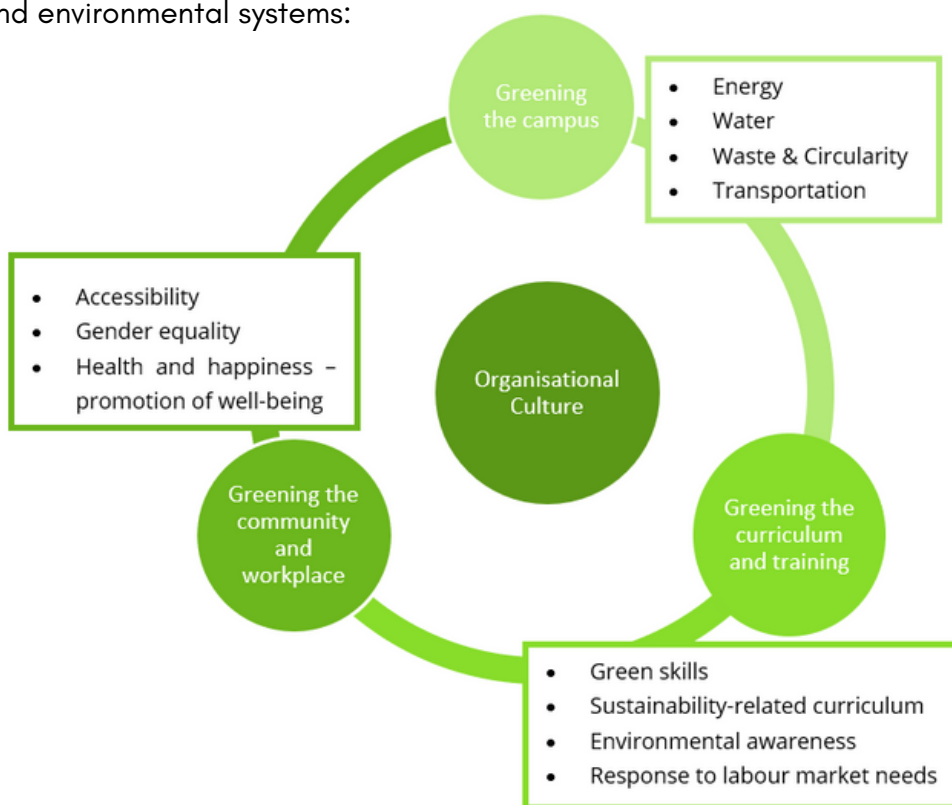 nd environmental systems:
Greening
the campus
• Energy
• Water
• Waste & Circularity
• Transportation
• Accessibility
• Gender equality
• Health and happiness –
promotion of well-being
Organisational
Culture
Greening the
community
and
workplace
Greening the
curriculum
and training
• Green skills
• Sustainability-related curriculum
• Environmental awareness
• Response to labour market needs